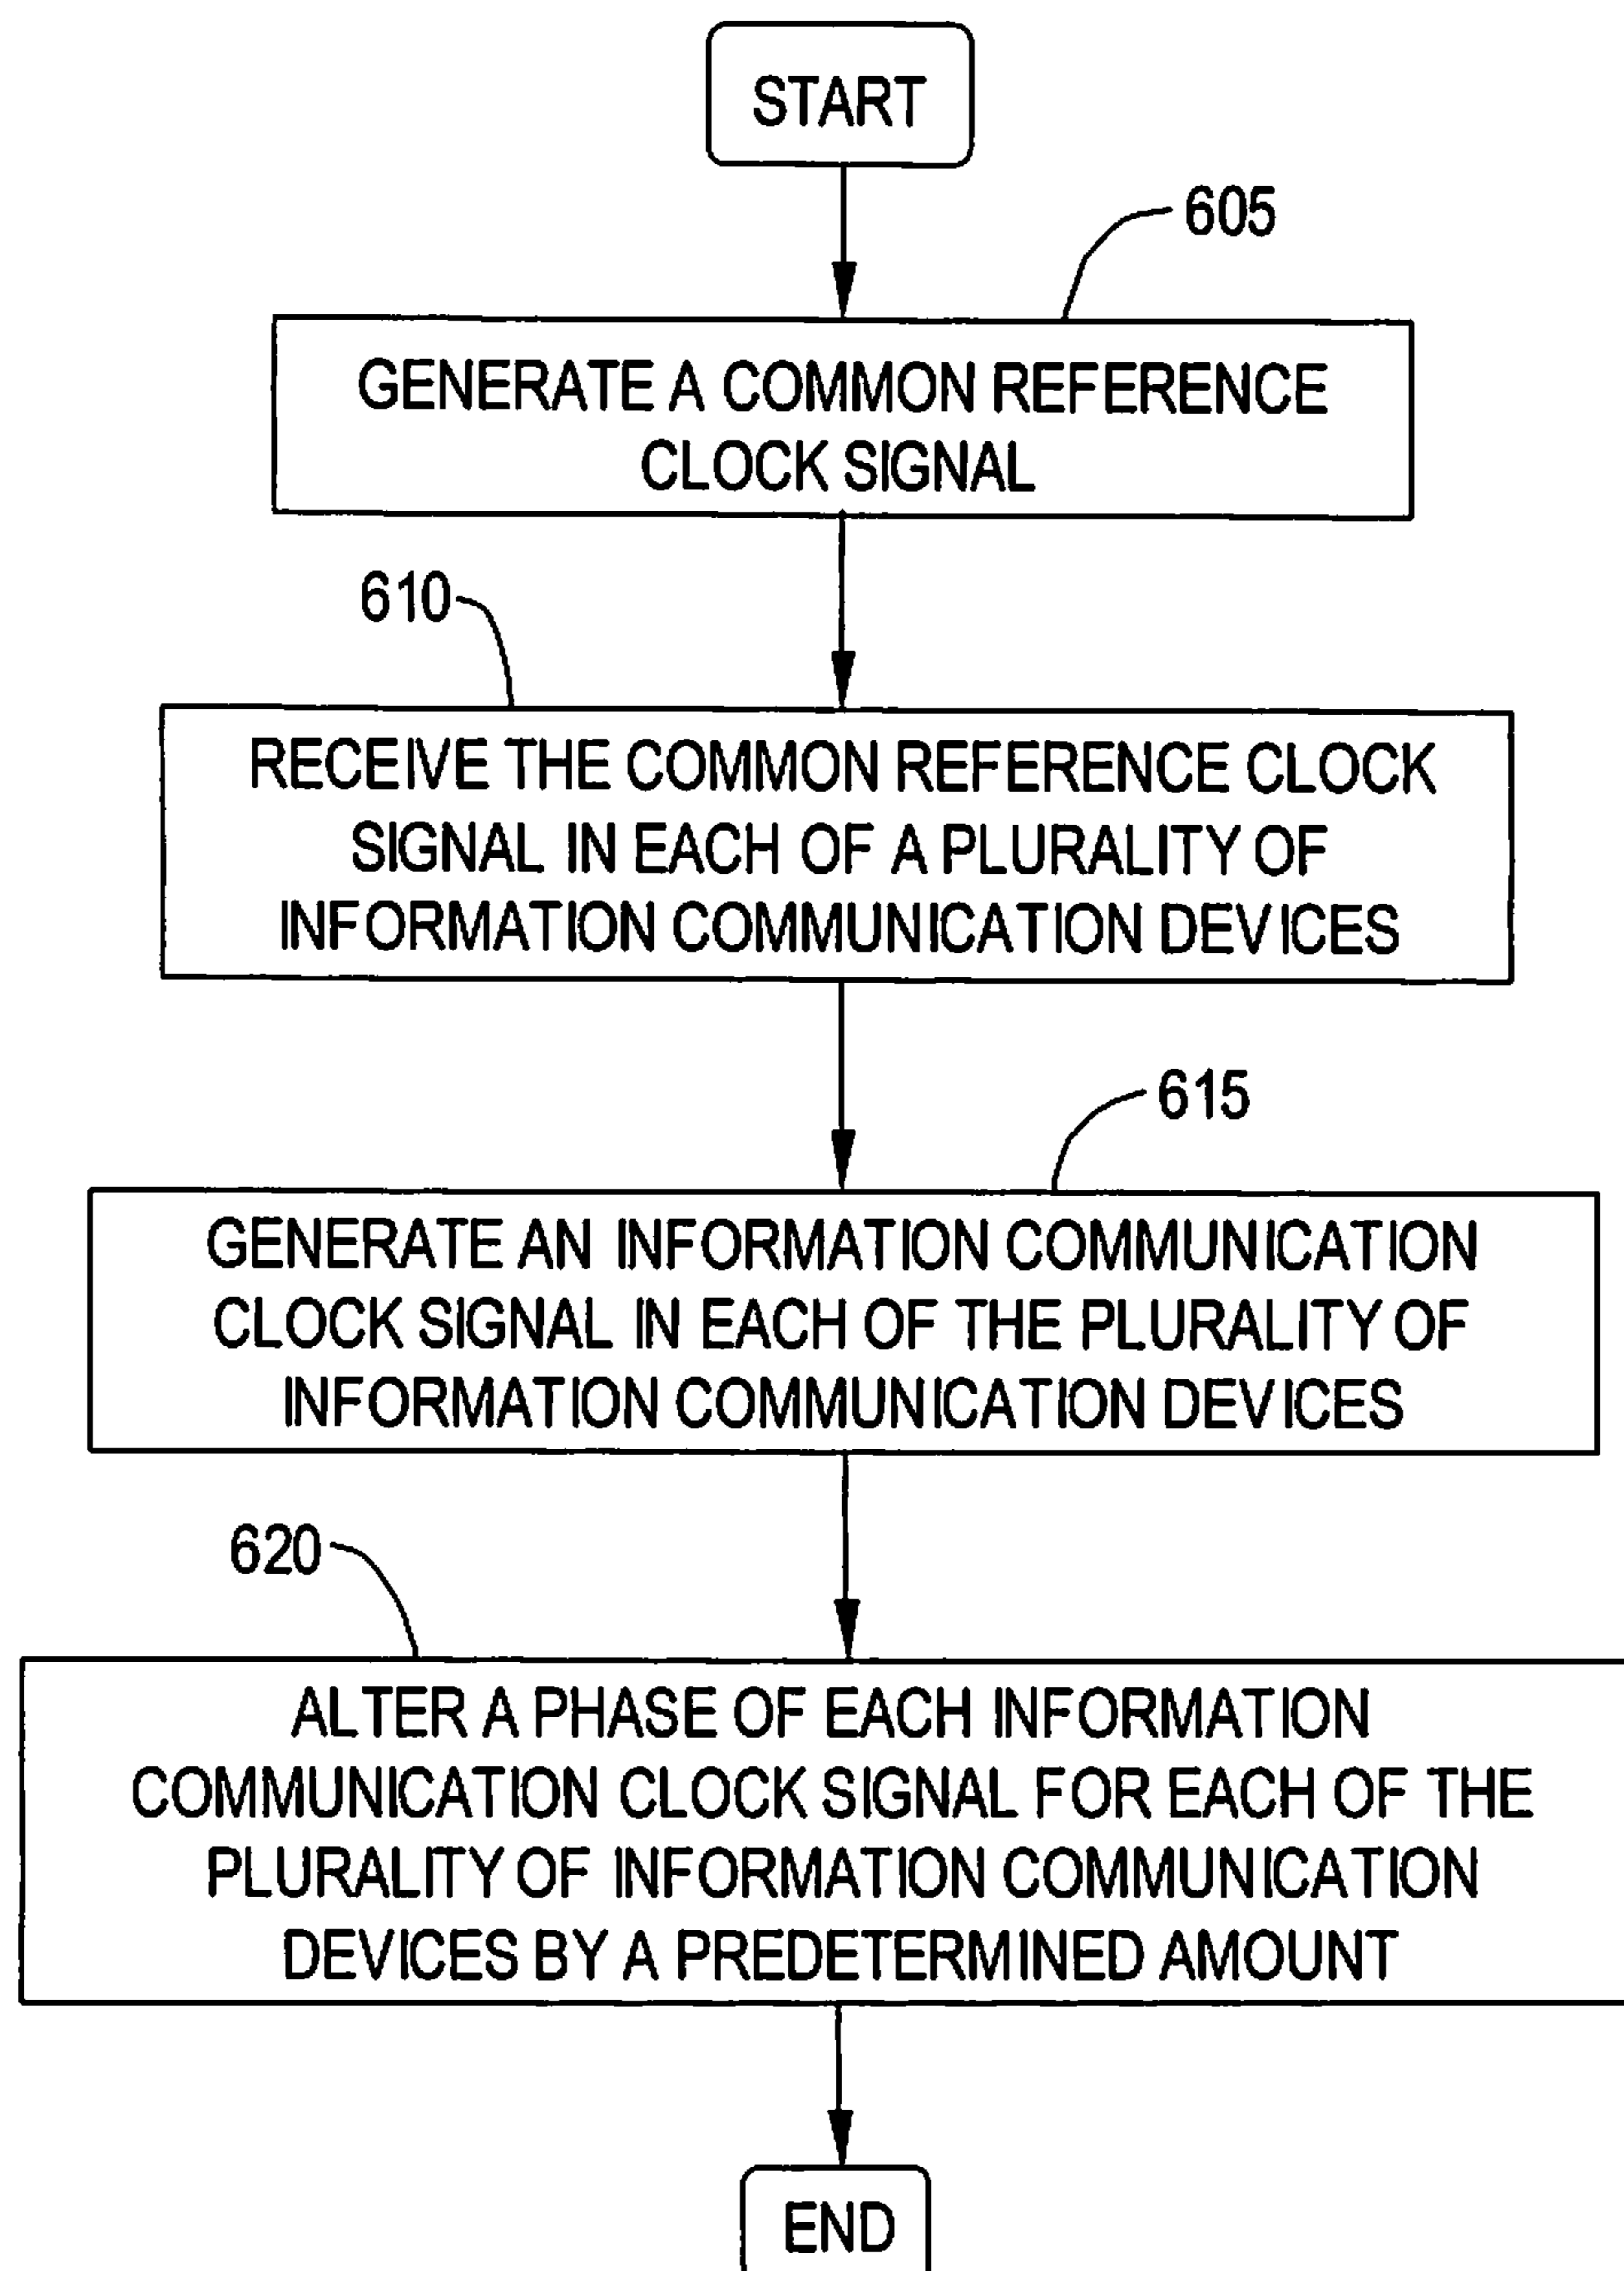 START
605
GENERATE A COMMON REFERENCE
CLOCK SIGNAL
610
RECEIVE THE COMMON REFERENCE CLOCK
SIGNAL IN EACH OF A PLURALITY OF
INFORMATION COMMUNICATION DEVICES
615
GENERATE AN INFORMATION COMMUNICATION
CLOCK SIGNAL IN EACH OF THE PLURALITY OF
INFORMATION COMMUNICATION DEVICES
620
ALTER A PHASE OF EACH INFORMATION
COMMUNICATION CLOCK SIGNAL FOR EACH OF THE
PLURALITY OF INFORMATION COMMUNICATION
DEVICES BY A PREDETERMINED AMOUNT
END